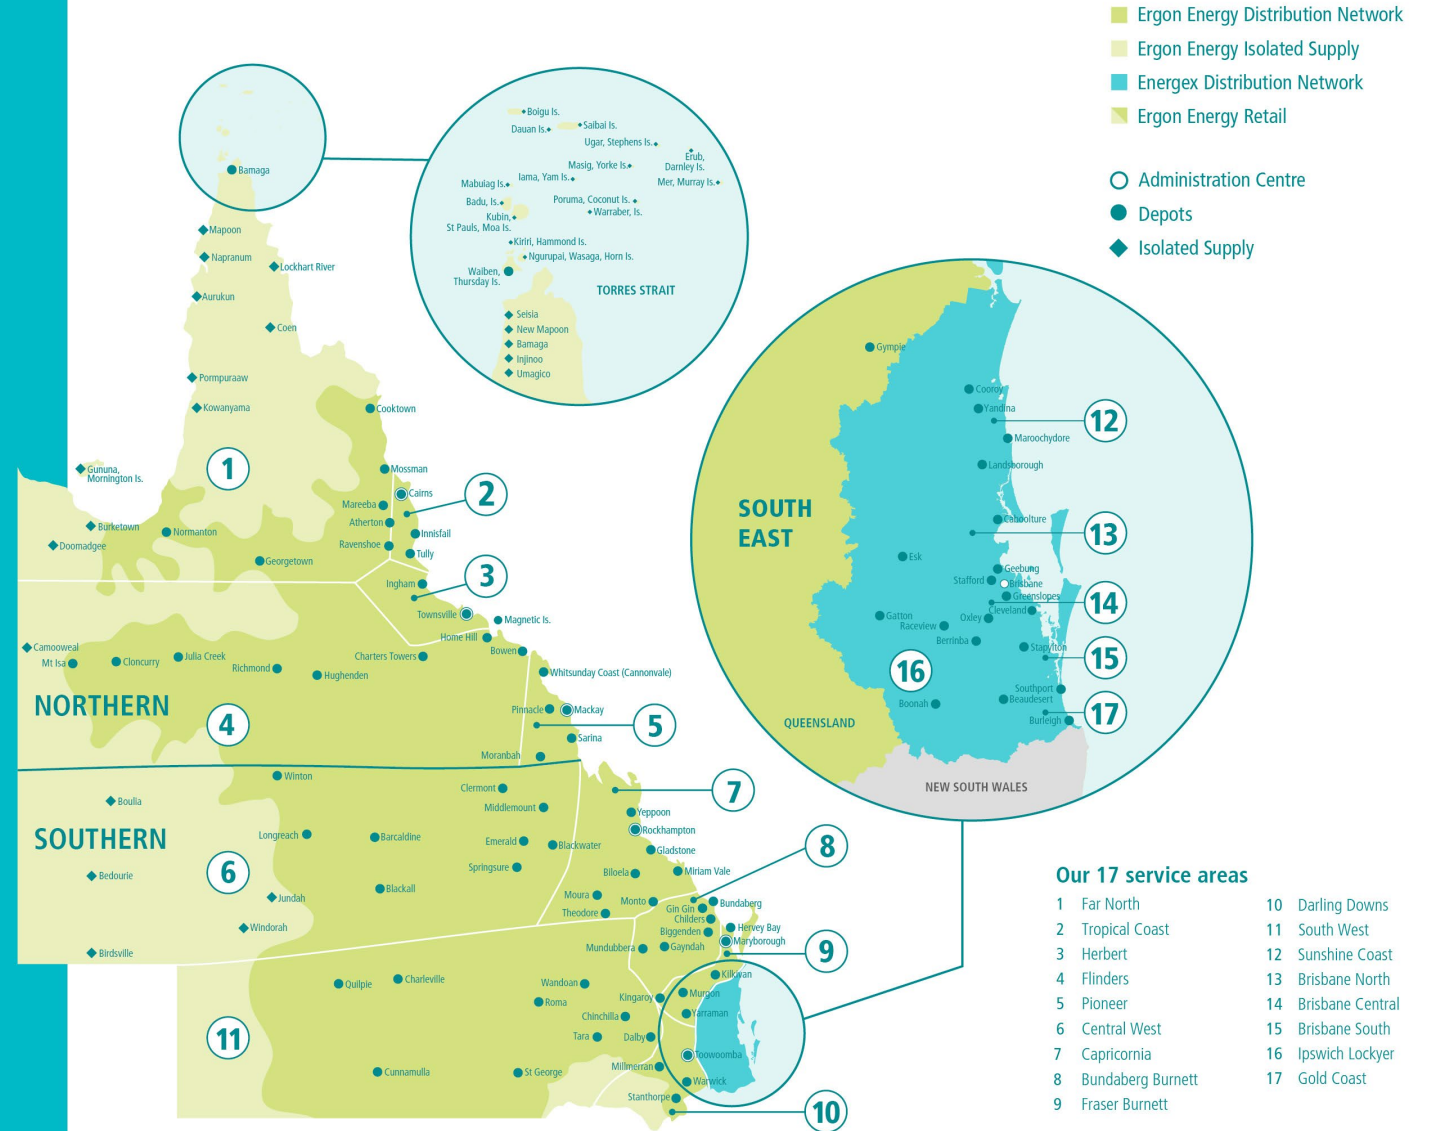 Ergon Energy Distribution Network
Ergon Energy Isolated Supply
Energex Distribution Network
Ergon Energy Retail
Administration Centre
Depots
Isolated Supply
Boigu Is.
Dauan Is.
Saibai Is.
Ugar, Stephens Is.
Erub,
Darnley Is.
Masig, Yorke Is.
Iama, Yam Is.
Mer, Murray Is.
Mabuiag Is.
Badu, Is.
Poruma, Coconut Is.
Warraber, Is.
Kubin,
St Pauls, Moa Is.
Kiriri, Hammond Is.
Ngurupai, Wasaga, Horn Is.
Waiben,
Thursday Is.
TORRES STRAIT
Seisia
New Mapoon
Bamaga
Injinoo
Umagico
Bamaga
Mapoon
Napranum
Lockhart River
Aurukun
Coen
Pormpuraaw
Kowanyama
Cooktown
1
Gununa,
Mornington Is.
Mossman
Cairns
2
Mareeba
Atherton
Burketown
Normanton
Innisfail
Doomadgee
Ravenshoe
Tully
Georgetown
Ingham
3
Townsville
Magnetic Is.
Home Hill
Camooweal
Mt Isa
Cloncurry
Julia Creek
Richmond
Hughenden
Charters Towers
Bowen
Whitsunday Coast (Cannonvale)
NORTHERN
4
Pinnacle
Mackay
5
Sarina
Moranbah
Winton
Clermont
7
Boulia
Middlemount
Yeppoon
SOUTHERN
Longreach
Barcaldine
Emerald
Blackwater
Rockhampton
Gladstone
8
6
Springsure
Biloela
Miriam Vale
Bedourie
Blackall
Jundah
Moura
Monto
Theodore
Gin Gin
Bundaberg
Childers
Windorah
Biggenden
Hervey Bay
Maryborough
Birdsville
Mundubbera
Gayndah
9
Kilkivan
Quilpie
Charleville
Wandoan
Roma
Kingaroy
Murgon
Chinchilla
Yarraman
11
Tara
Dalby
Toowoomba
Cunnamulla
St George
Millmerran
Warwick
Stanthorpe
10
Gympie
Cooroy
Yandina
12
Maroochydore
Landsborough
SOUTH
EAST
Caboolture
13
Esk
Geebung
Stafford
Brisbane
Greenslopes
14
Cleveland
Gatton
Oxley
Raceview
Berrinba
Stapylton
15
16
Southport
Beaudesert
Boonah
17
Burleigh
QUEENSLAND
NEW SOUTH WALES
Our 17 service areas
1 Far North
2 Tropical Coast
3 Herbert
4 Flinders
5 Pioneer
6 Central West
7 Capricornia
8 Bundaberg Burnett
9 Fraser Burnett
10 Darling Downs
11 South West
12 Sunshine Coast
13 Brisbane North
14 Brisbane Central
15 Brisbane South
16 Ipswich Lockyer
17 Gold Coast